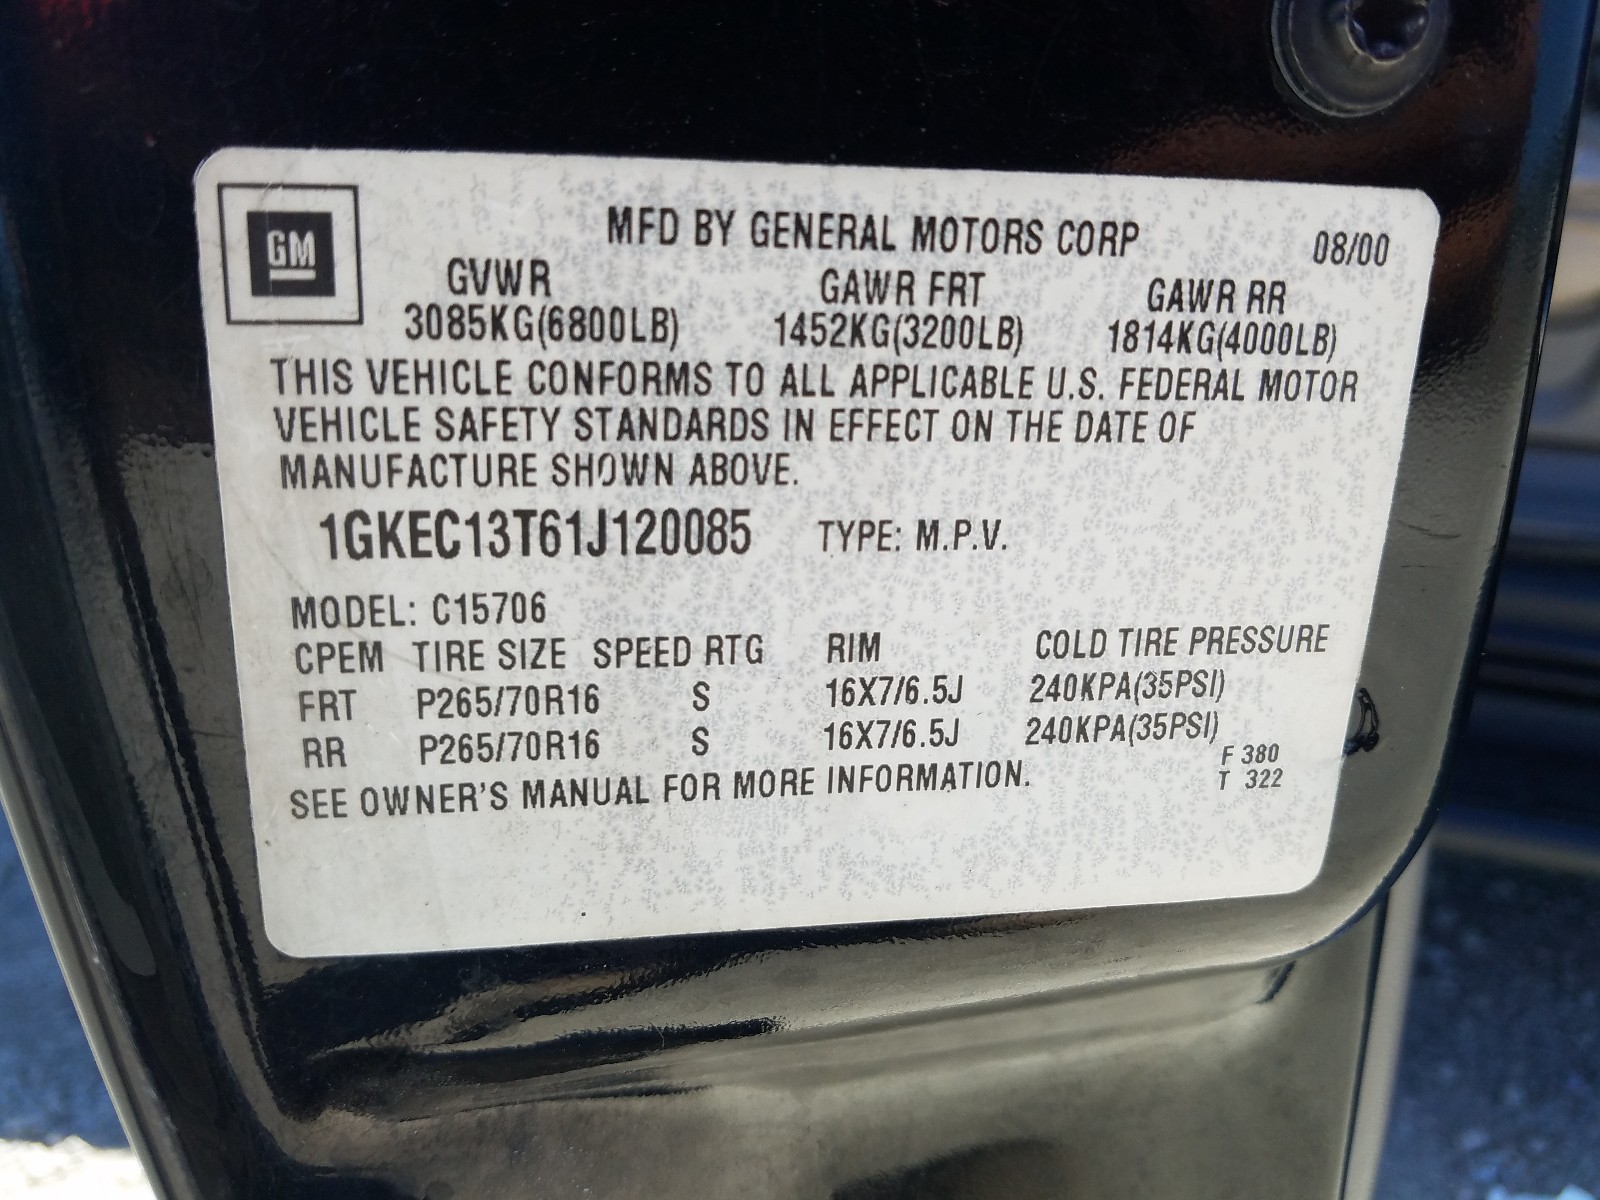 GM
MFD BY GENERAL MOTORS CORP 08/00
GVWR GAWR FRT GAWR RR
3085KG(6800LB) 1452KG(3200LB) 1814KG(4000LB)
THIS VEHICLE CONFORMS TO ALL APPLICABLE U.S. FEDERAL MOTOR
VEHICLE SAFETY STANDARDS IN EFFECT ON THE DATE OF
MANUFACTURE SHOWN ABOVE.
1GKEC13T61J120085 TYPE: M.P.V.
MODEL: C15706
CPEM TIRE SIZE SPEED RTG RIM COLD TIRE PRESSURE
FRT P265/70R16 S 16X7/6.5J 240KPA(35PSI)
RR P265/70R16 S 16X7/6.5J 240KPA(35PSI)
F 380
SEE OWNER'S MANUAL FOR MORE INFORMATION. T 322